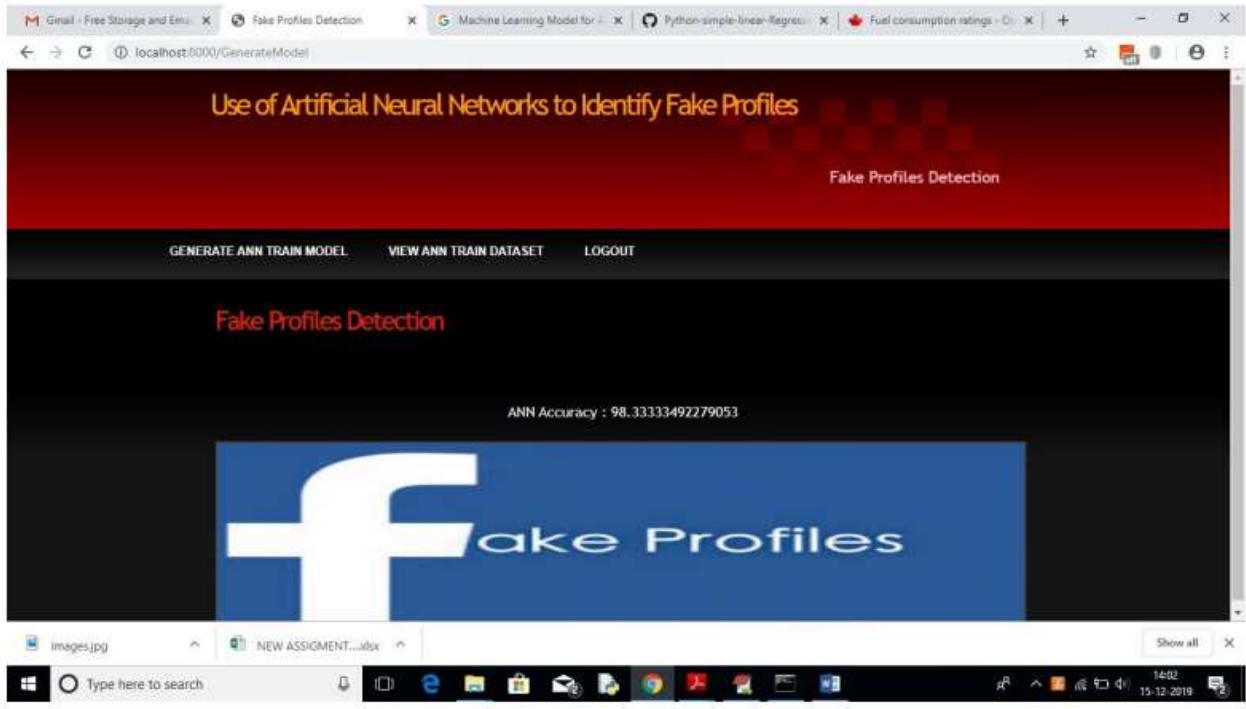 Gmail - Free Storage and Ema
Fake Profiles Detection
Machine Learning Model for
Python-simple-linear-Regress
Fuel consumption ratings - O
localhost:8000/GenerateModel
Use of Artificial Neural Networks to Identify Fake Profiles
Fake Profiles Detection
GENERATE ANN TRAIN MODEL VIEW ANN TRAIN DATASET LOGOUT
Fake Profiles Detection
ANN Accuracy : 98.33333492279053
fake Profiles
images.jpg
NEW ASSIGMENT....xlsx
Show all
Type here to search
14:02
15-12-2019